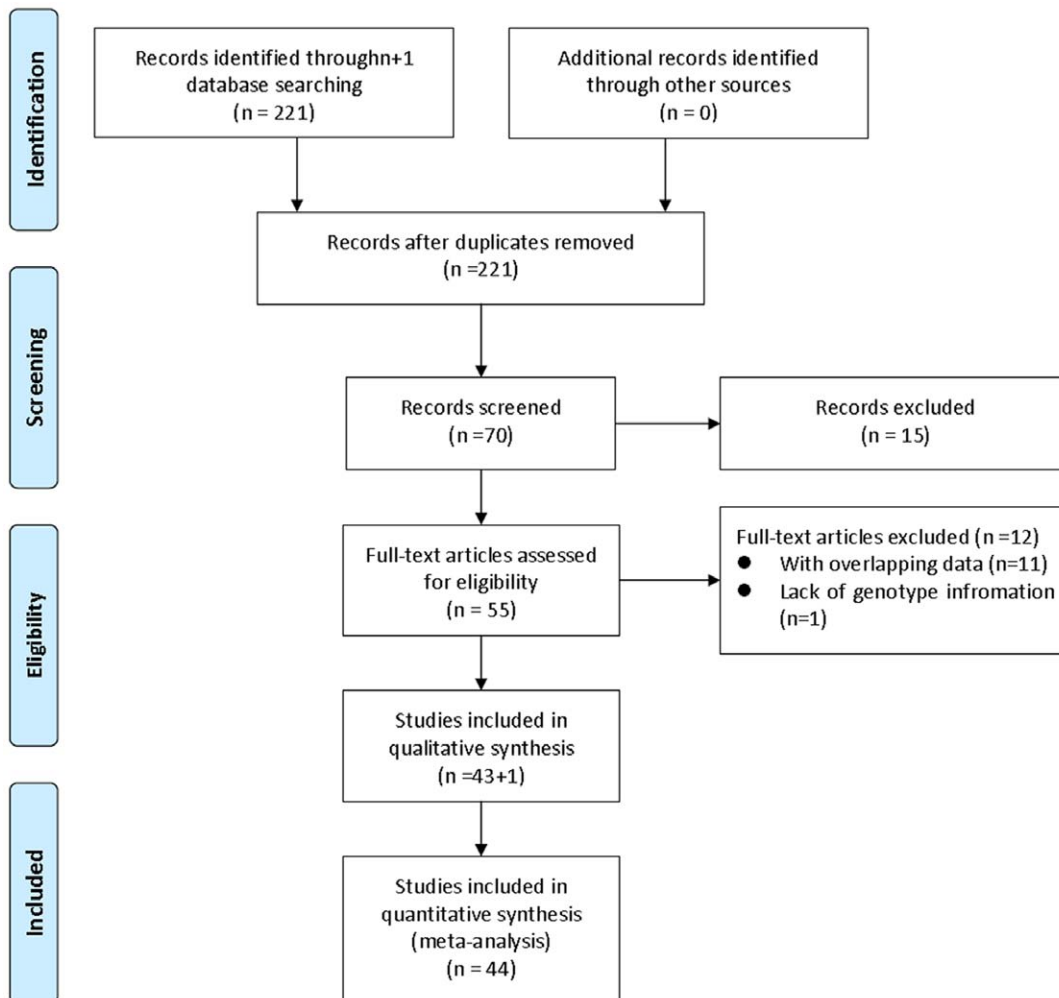 Identification
Records identified throughn+1
database searching
(n = 221)
Additional records identified
through other sources
(n = 0)
Records after duplicates removed
(n =221)
Screening
Records screened
(n =70)
Records excluded
(n = 15)
Eligibility
Full-text articles assessed
for eligibility
(n = 55)
Full-text articles excluded (n =12)
● With overlapping data (n=11)
● Lack of genotype infromation
(n=1)
Studies included in
qualitative synthesis
(n =43+1)
Included
Studies included in
quantitative synthesis
(meta-analysis)
(n = 44)